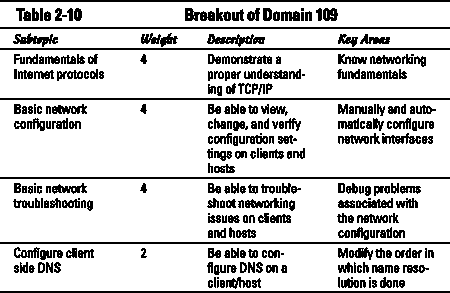 Table 2-10 Breakout of Domain 109
Subtopic Weight Description Key Areas
Fundamentals of 4 Demonstrate a Know networking
Internet protocols proper understand- fundamentals
ing of TCP/IP
Basic network 4 Be able to view, Manually and auto-
configuration change, and verify matically configure
configuration set- network interfaces
tings on clients and
hosts
Basic network 4 Be able to trouble- Debug problems
troubleshooting shoot networking associated with
issues on clients the network
and hosts configuration
Configure client 2 Be able to con- Modify the order in
side DNS figure DNS on a which name reso-
client/host lution is done